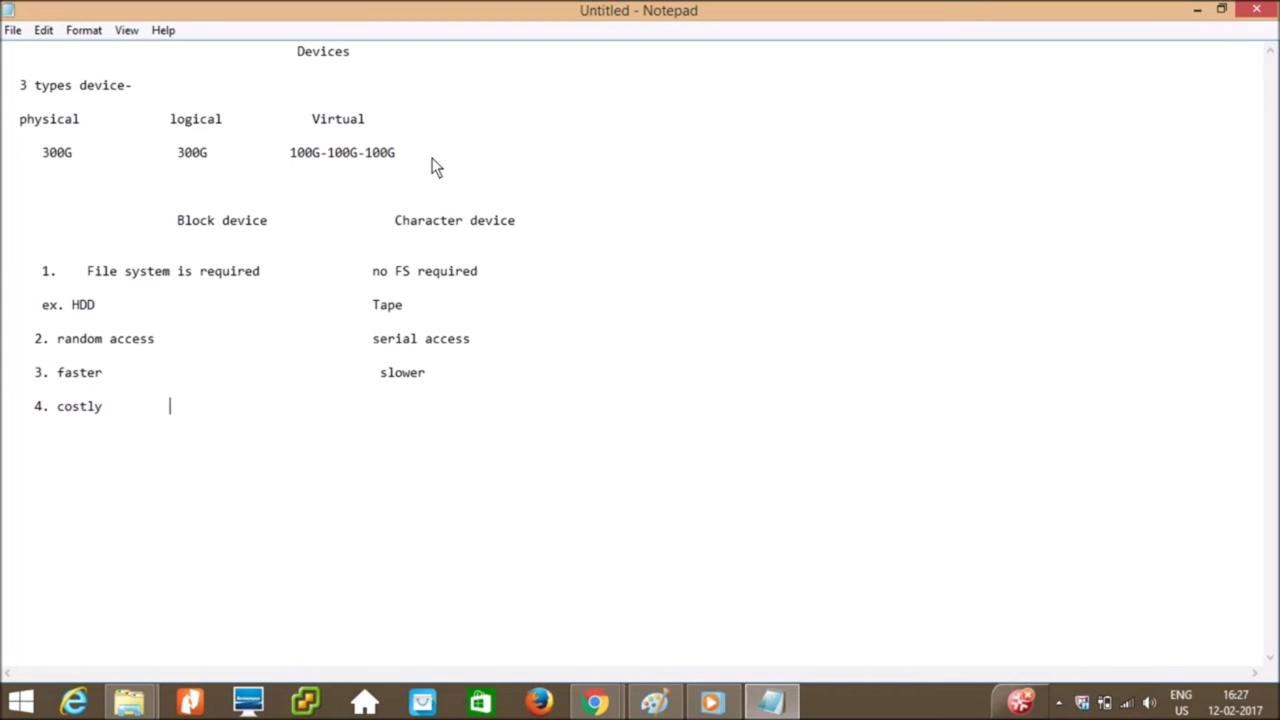 Untitled - Notepad
File Edit Format View Help
Devices
3 types device-
physical logical Virtual
300G 300G 100G-100G-100G
Block device Character device
1. File system is required no FS required
ex. HDD Tape
2. random access serial access
3. faster slower
4. costly
ENG 16:27
US 12-02-2017